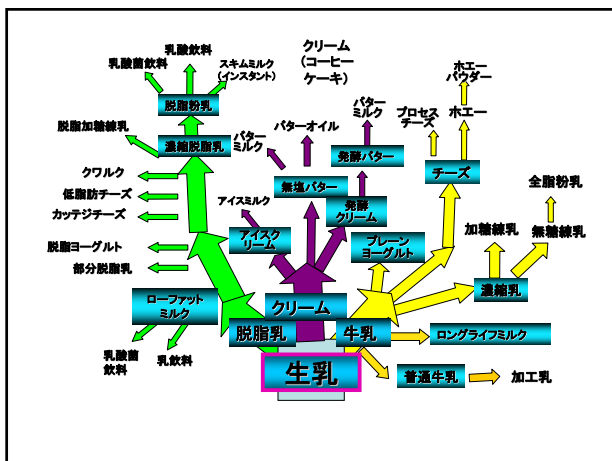 乳酸飲料
乳酸菌飲料
スキムミルク
(インスタント)
脱脂粉乳
脱脂加糖練乳
濃縮脱脂乳
クワルク
低脂肪チーズ
カッテジチーズ
脱脂ヨーグルト
部分脱脂乳
ローファット
ミルク
乳酸菌
飲料
乳飲料
脱脂乳
クリーム
(コーヒー
ケーキ)
バター
ミルク
バターオイル
無塩バター
アイスミルク
アイスク
リーム
クリーム
バター
ミルク
発酵バター
発酵
クリーム
プレーン
ヨーグルト
ホエー
パウダー
ホエー
プロセス
チーズ
チーズ
全脂粉乳
加糖練乳
無糖練乳
濃縮乳
牛乳
ロングライフミルク
普通牛乳
加工乳
生乳